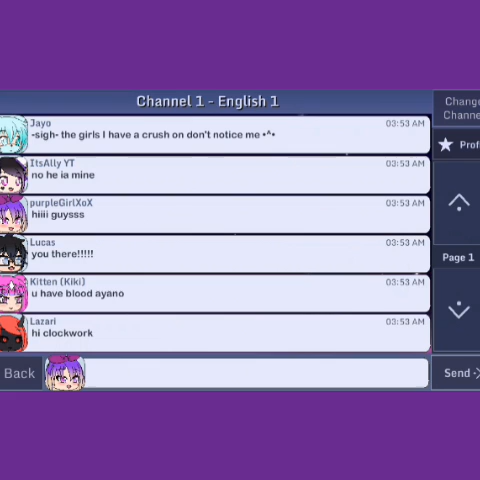 Channel 1 - English 1
Change
Channel
Jayo 03:53 AM
-sigh- the girls I have a crush on don't notice me •^•
ItsAlly YT 03:53 AM
no he ia mine
purpleGirlXoX 03:53 AM
hiiii guysss
Lucas 03:53 AM
you there!!!!!
Kitten (Kiki) 03:53 AM
u have blood ayano
Lazari 03:53 AM
hi clockwork
Prof
Page 1
Back
Send